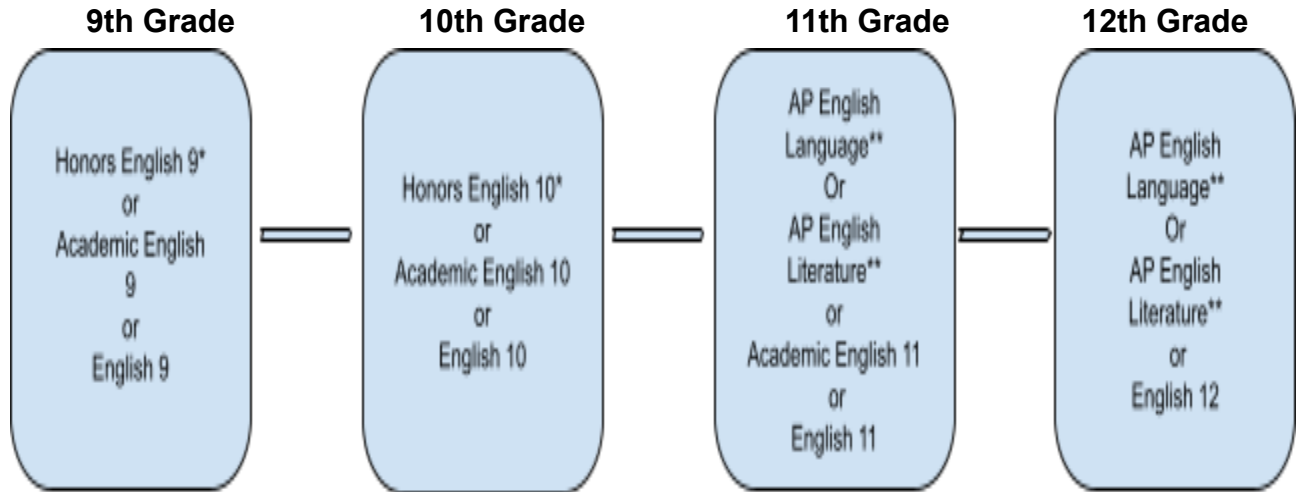 9th Grade
10th Grade
11th Grade
12th Grade
Honors English 9*
or
Academic English
9
or
English 9
Honors English 10*
or
Academic English 10
or
English 10
AP English
Language**
Or
AP English
Literature**
or
Academic English 11
or
English 11
AP English
Language**
Or
AP English
Literature**
or
English 12